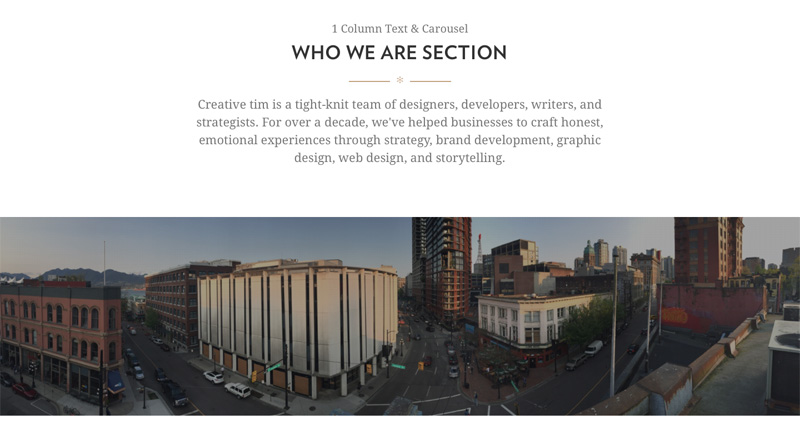 1 Column Text & Carousel
WHO WE ARE SECTION
Creative tim is a tight-knit team of designers, developers, writers, and
strategists. For over a decade, we've helped businesses to craft honest,
emotional experiences through strategy, brand development, graphic
design, web design, and storytelling.